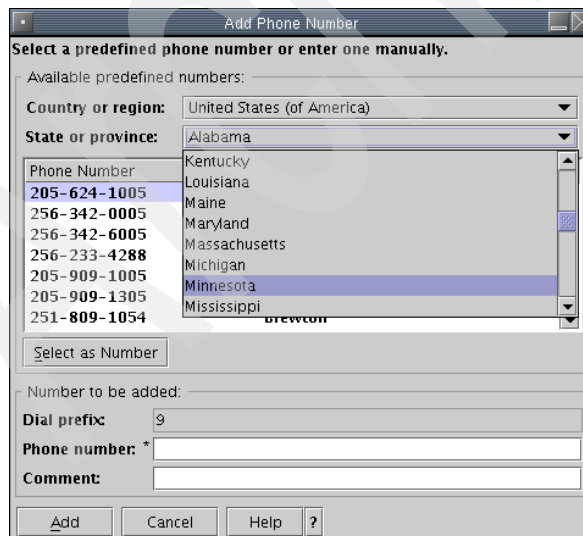 Add Phone Number
Select a predefined phone number or enter one manually.
Available predefined numbers:
Country or region: United States (of America)
State or province: Alabama
Kentucky
Louisiana
Maine
Maryland
Massachusetts
Michigan
Minnesota
Mississippi
Phone Number
205-624-1005
256-342-0005
256-342-6005
256-233-4288
205-909-1005
205-909-1305
251-809-1054 Brewton
Select as Number
Number to be added:
Dial prefix: 9
Phone number: *
Comment:
Add Cancel Help ?